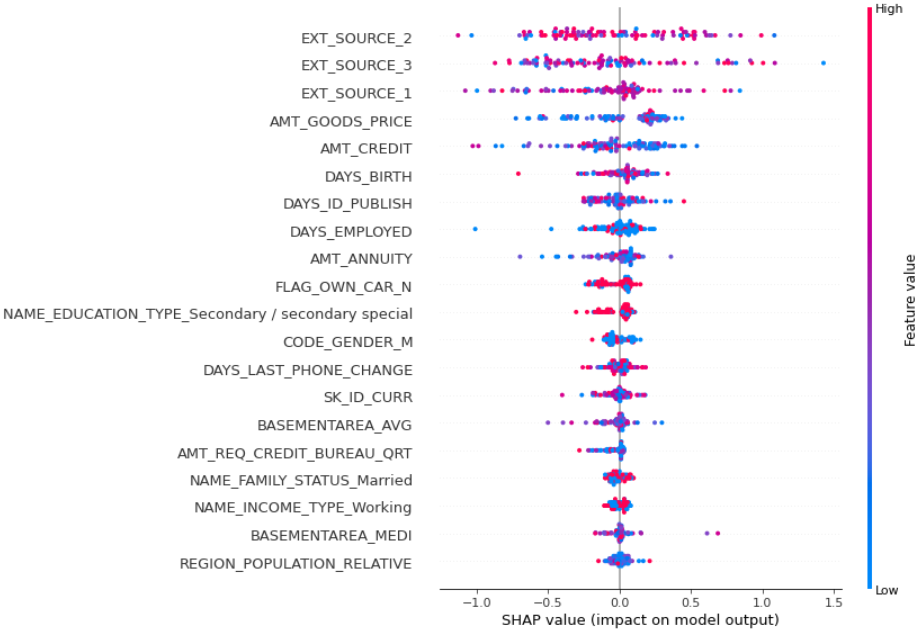 High
EXT_SOURCE_2
EXT_SOURCE_3
EXT_SOURCE_1
AMT_GOODS_PRICE
AMT_CREDIT
DAYS_BIRTH
DAYS_ID_PUBLISH
DAYS_EMPLOYED
AMT_ANNUITY
FLAG_OWN_CAR_N
NAME_EDUCATION_TYPE_Secondary / secondary special
CODE_GENDER_M
DAYS_LAST_PHONE_CHANGE
SK_ID_CURR
BASEMENTAREA_AVG
AMT_REQ_CREDIT_BUREAU_QRT
NAME_FAMILY_STATUS_Married
NAME_INCOME_TYPE_Working
BASEMENTAREA_MEDI
REGION_POPULATION_RELATIVE
Feature value
Low
−1.0 −0.5 0.0 0.5 1.0 1.5
SHAP value (impact on model output)